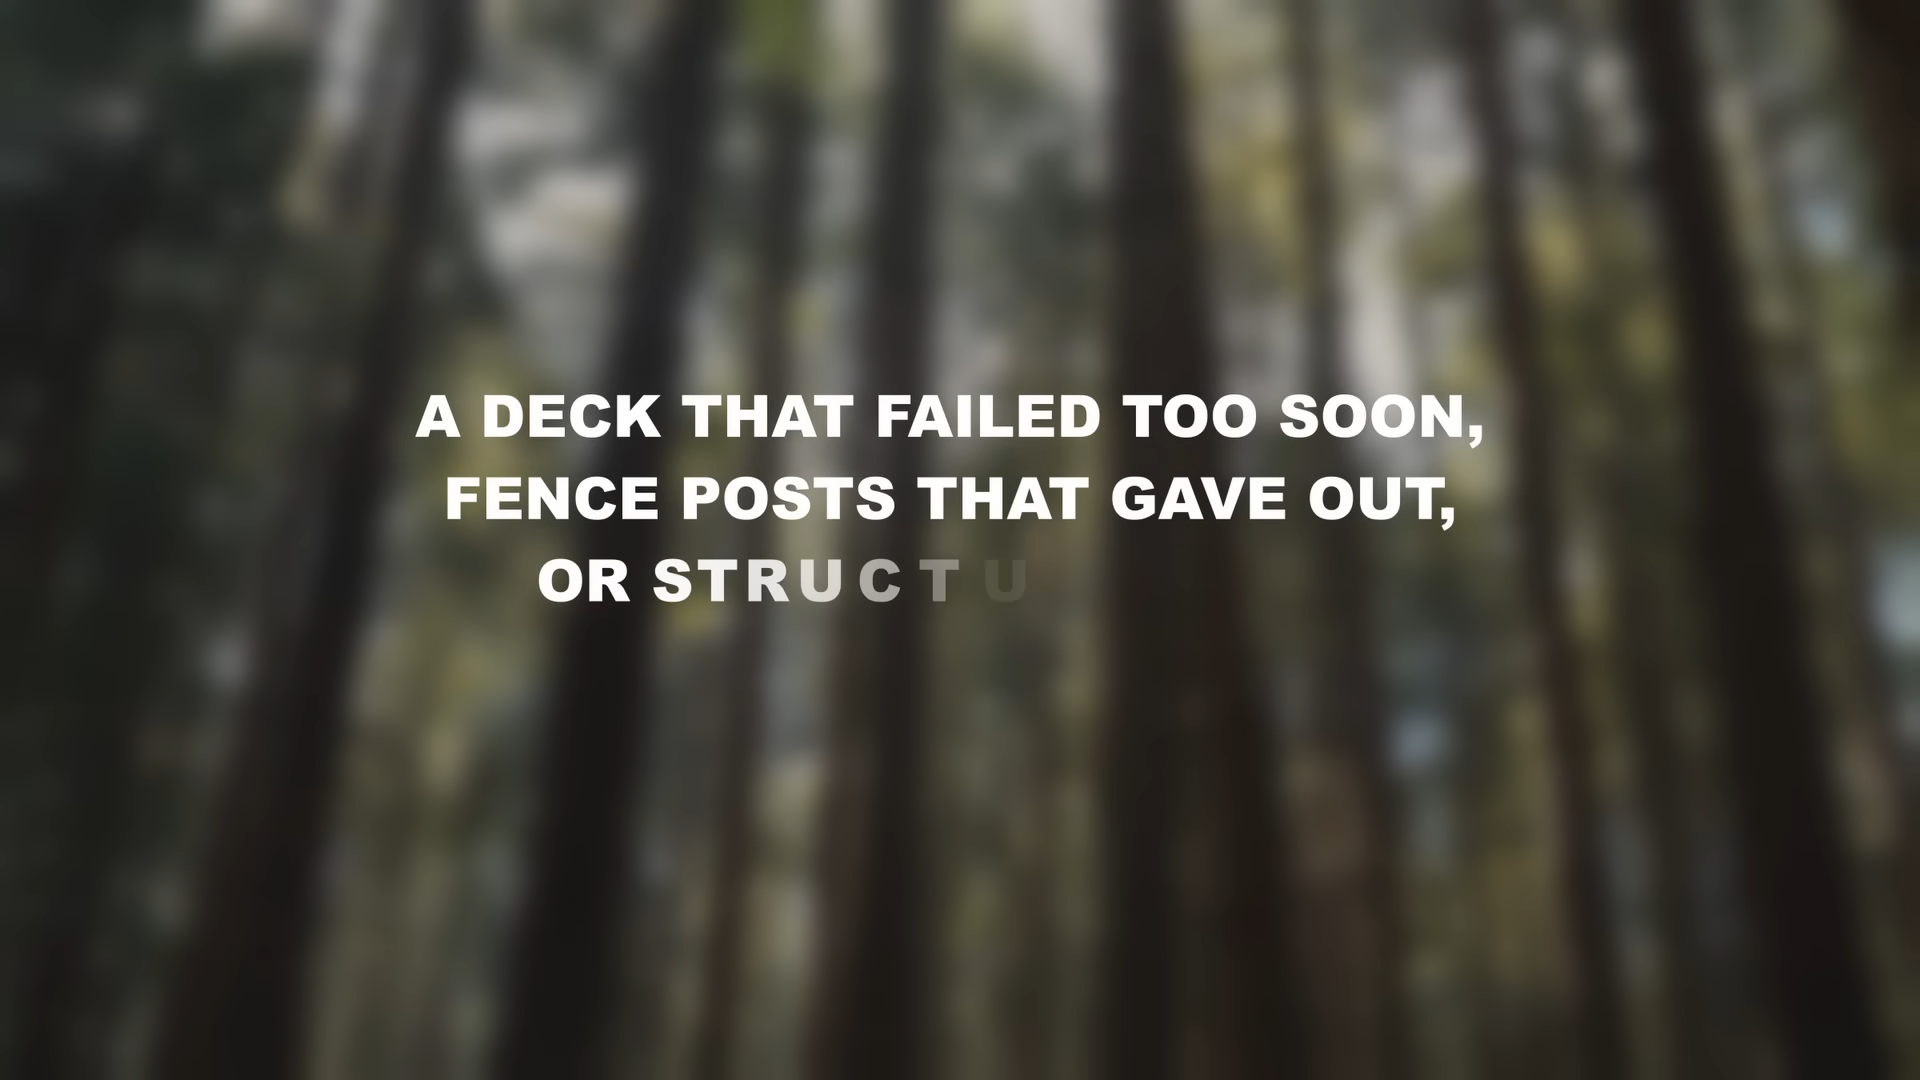 A DECK THAT FAILED TOO SOON,
FENCE POSTS THAT GAVE OUT,
OR STRUCTU